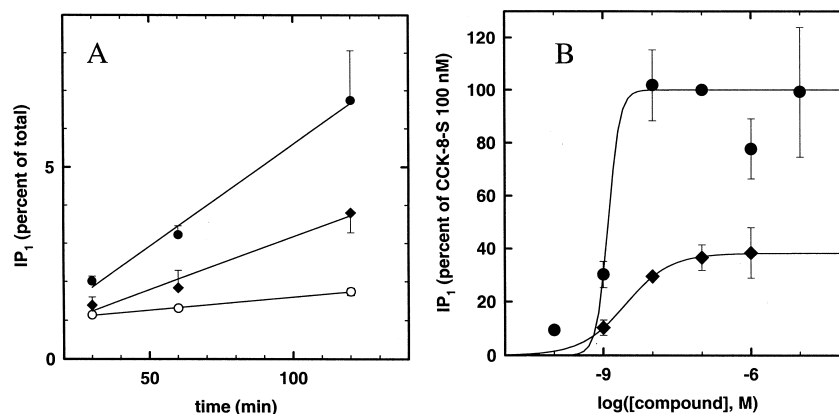 A
IP1 (percent of total)
5
0
50
100
time (min)
B
IP1 (percent of CCK-8-S 100 nM)
120
100
80
60
40
20
0
-9
-6
log([compound], M)